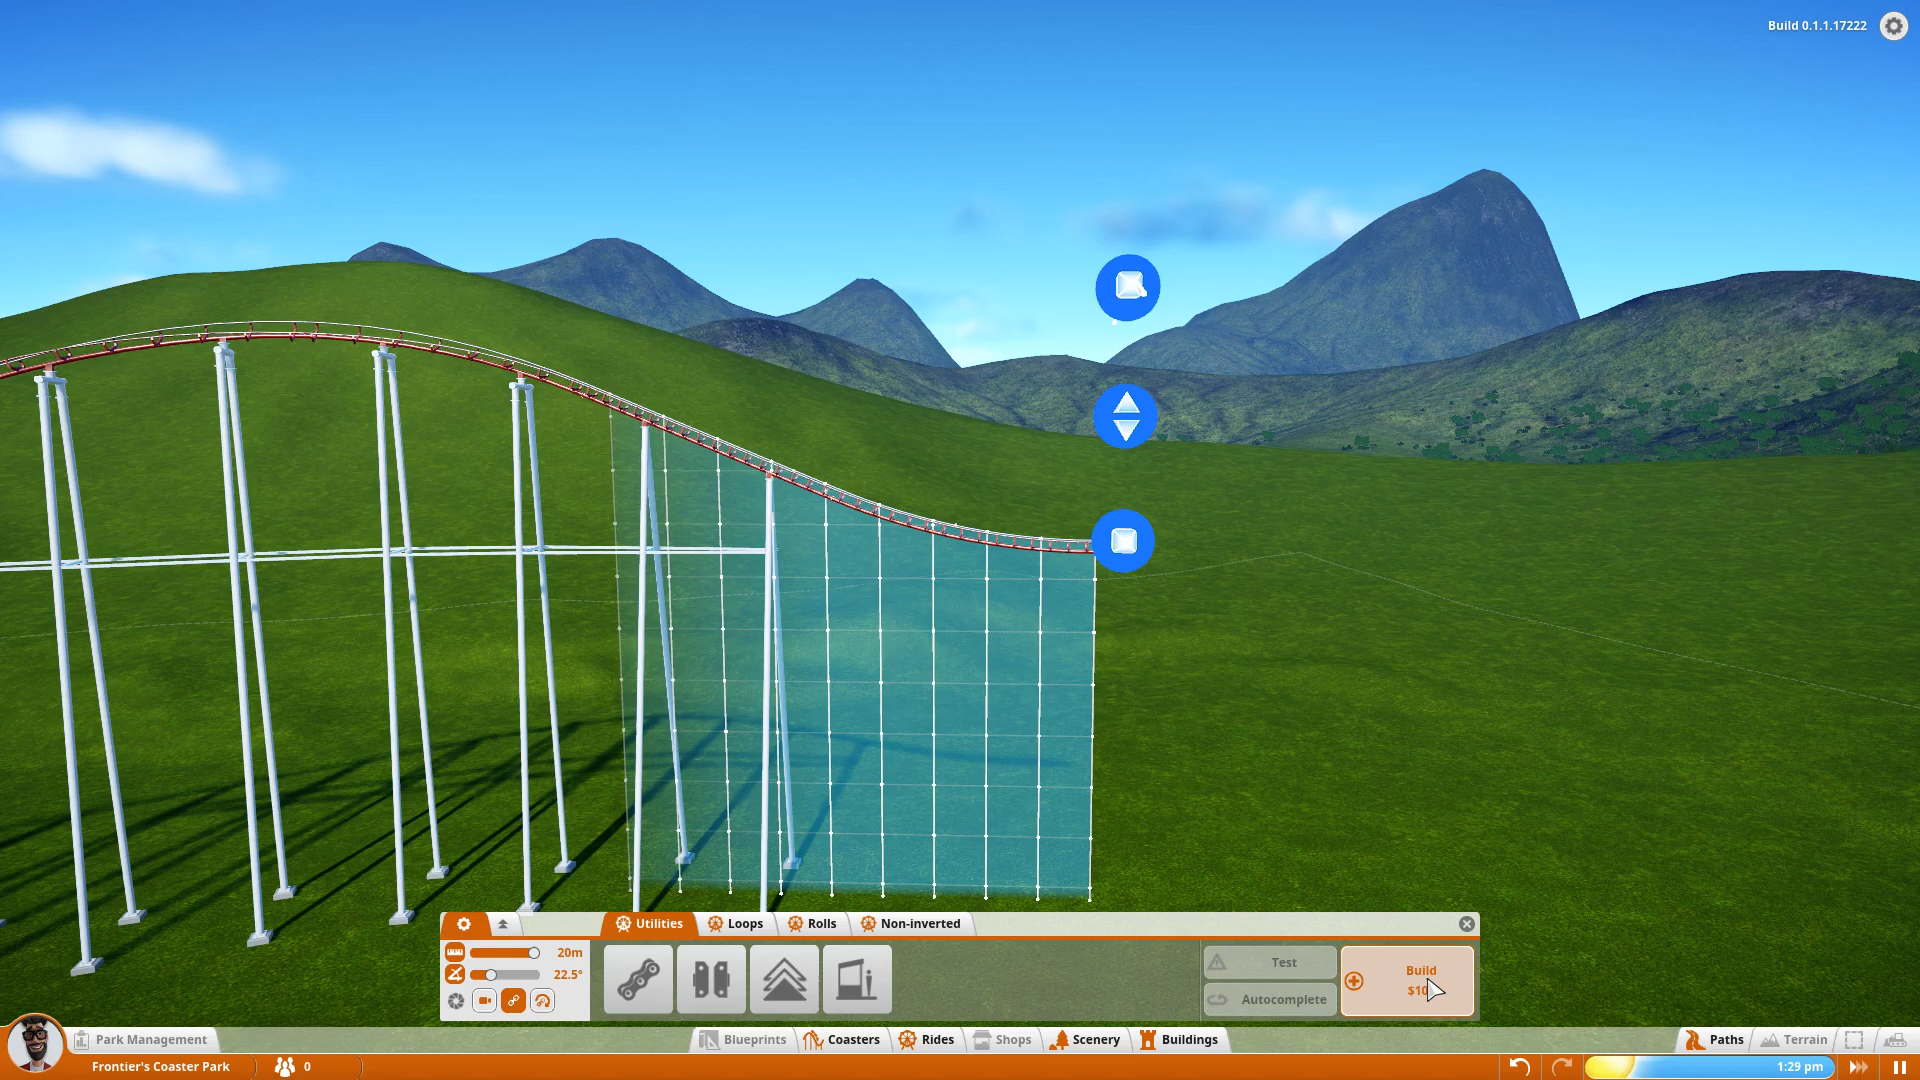 Build 0.1.1.17222
Utilities
Loops
Rolls
Non-inverted
20m
22.5°
Test
Autocomplete
Build
Park Management
Blueprints
Coasters
Rides
Shops
Scenery
Buildings
Paths
Terrain
Frontier's Coaster Park
0
1:29 pm